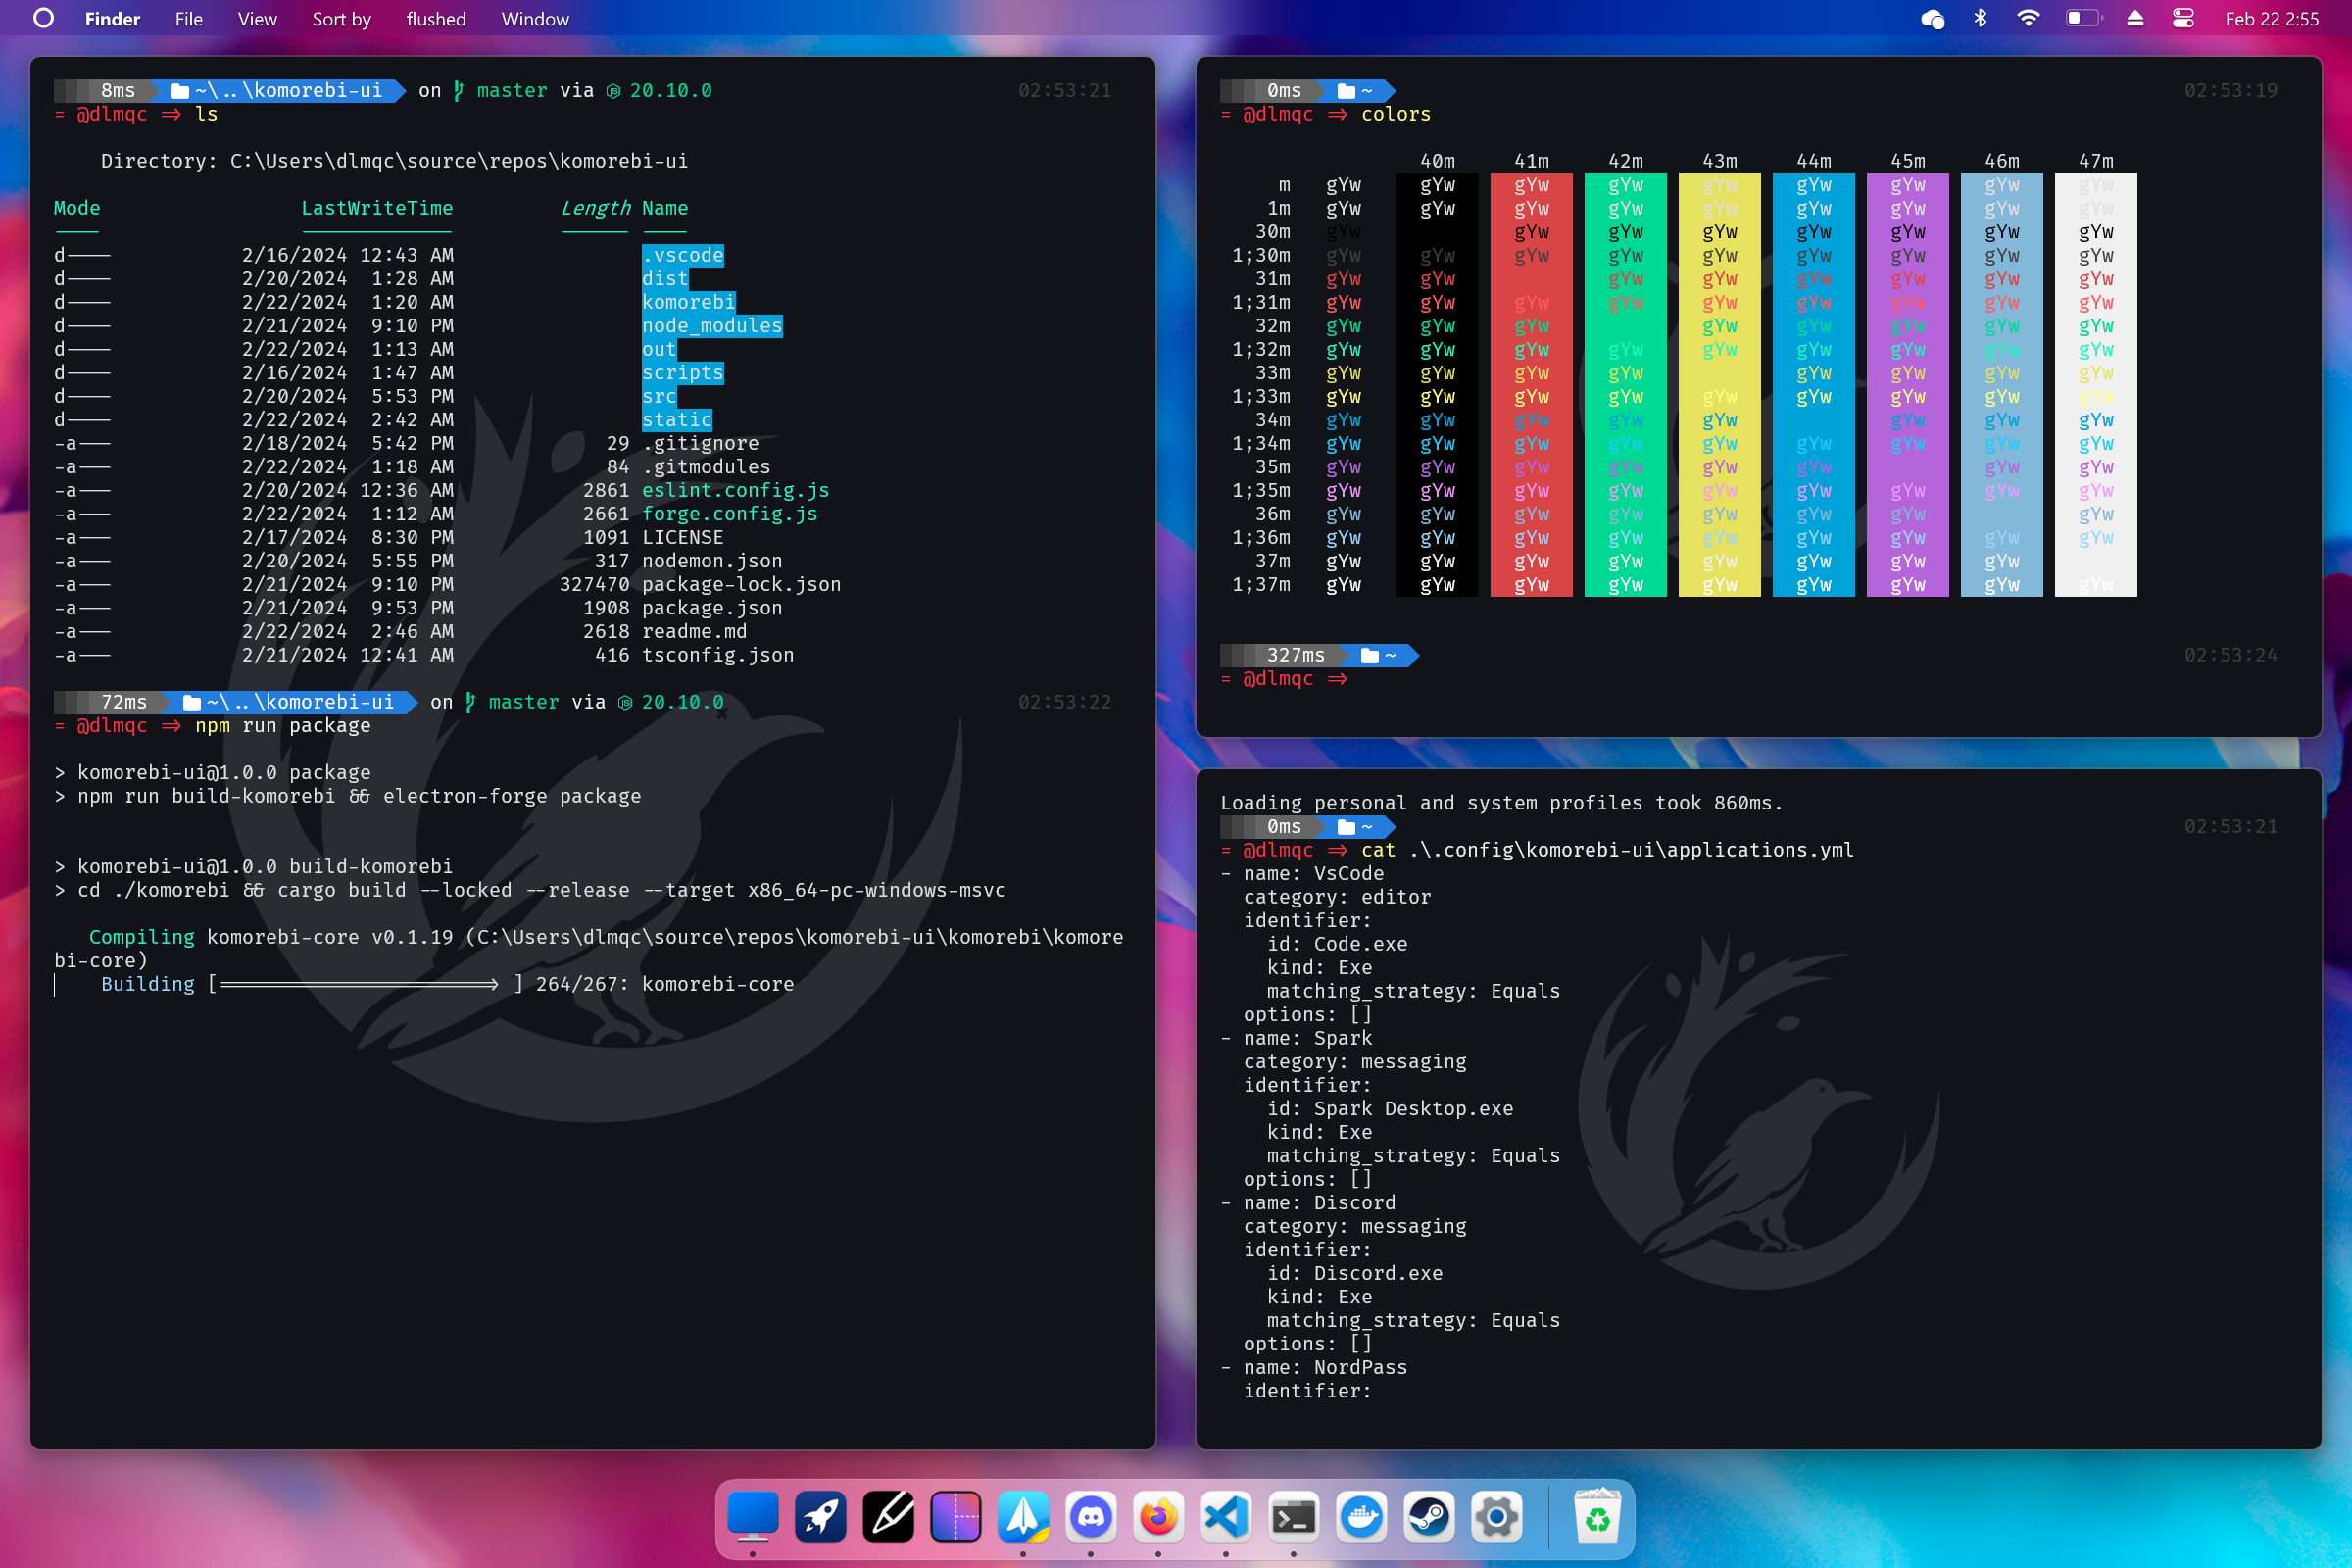 Finder File View Sort by flushed Window Feb 22 2:55
8ms ~\..\komorebi-ui on master via 20.10.0 02:53:21
= @dlmqc => ls
Directory: C:\Users\dlmqc\source\repos\komorebi-ui
Mode LastWriteTime Length Name
---- ------------- ------ ----
d---- 2/16/2024 12:43 AM .vscode
d---- 2/20/2024 1:28 AM dist
d---- 2/22/2024 1:20 AM komorebi
d---- 2/21/2024 9:10 PM node_modules
d---- 2/22/2024 1:13 AM out
d---- 2/16/2024 1:47 AM scripts
d---- 2/20/2024 5:53 PM src
d---- 2/22/2024 2:42 AM static
-a--- 2/18/2024 5:42 PM 29 .gitignore
-a--- 2/22/2024 1:18 AM 84 .gitmodules
-a--- 2/20/2024 12:36 AM 2861 eslint.config.js
-a--- 2/22/2024 1:12 AM 2661 forge.config.js
-a--- 2/17/2024 8:30 PM 1091 LICENSE
-a--- 2/20/2024 5:55 PM 317 nodemon.json
-a--- 2/21/2024 9:10 PM 327470 package-lock.json
-a--- 2/21/2024 9:53 PM 1908 package.json
-a--- 2/22/2024 2:46 AM 2618 readme.md
-a--- 2/21/2024 12:41 AM 416 tsconfig.json
72ms ~\..\komorebi-ui on master via 20.10.0 02:53:22
= @dlmqc => npm run package
> komorebi-ui@1.0.0 package
> npm run build-komorebi && electron-forge package
> komorebi-ui@1.0.0 build-komorebi
> cd ./komorebi && cargo build --locked --release --target x86_64-pc-windows-msvc
Compiling komorebi-core v0.1.19 (C:\Users\dlmqc\source\repos\komorebi-ui\komorebi\komore
bi-core)
Building [=======================> ] 264/267: komorebi-core
0ms ~ 02:53:19
= @dlmqc => colors
40m 41m 42m 43m 44m 45m 46m 47m
m gYw gYw gYw gYw gYw gYw gYw gYw gYw
1m gYw gYw gYw gYw gYw gYw gYw gYw gYw
30m gYw gYw gYw gYw gYw gYw gYw gYw
1;30m gYw gYw gYw gYw gYw gYw gYw gYw gYw
31m gYw gYw gYw gYw gYw gYw gYw gYw
1;31m gYw gYw gYw gYw gYw gYw gYw gYw gYw
32m gYw gYw gYw gYw gYw gYw gYw gYw
1;32m gYw gYw gYw gYw gYw gYw gYw gYw gYw
33m gYw gYw gYw gYw gYw gYw gYw gYw
1;33m gYw gYw gYw gYw gYw gYw gYw gYw gYw
34m gYw gYw gYw gYw gYw gYw gYw gYw
1;34m gYw gYw gYw gYw gYw gYw gYw gYw gYw
35m gYw gYw gYw gYw gYw gYw gYw gYw
1;35m gYw gYw gYw gYw gYw gYw gYw gYw gYw
36m gYw gYw gYw gYw gYw gYw gYw gYw
1;36m gYw gYw gYw gYw gYw gYw gYw gYw gYw
37m gYw gYw gYw gYw gYw gYw gYw gYw
1;37m gYw gYw gYw gYw gYw gYw gYw gYw gYw
327ms ~ 02:53:24
= @dlmqc =>
Loading personal and system profiles took 860ms.
0ms ~ 02:53:21
= @dlmqc => cat .\.config\komorebi-ui\applications.yml
- name: VsCode
category: editor
identifier:
id: Code.exe
kind: Exe
matching_strategy: Equals
options: []
- name: Spark
category: messaging
identifier:
id: Spark Desktop.exe
kind: Exe
matching_strategy: Equals
options: []
- name: Discord
category: messaging
identifier:
id: Discord.exe
kind: Exe
matching_strategy: Equals
options: []
- name: NordPass
identifier: